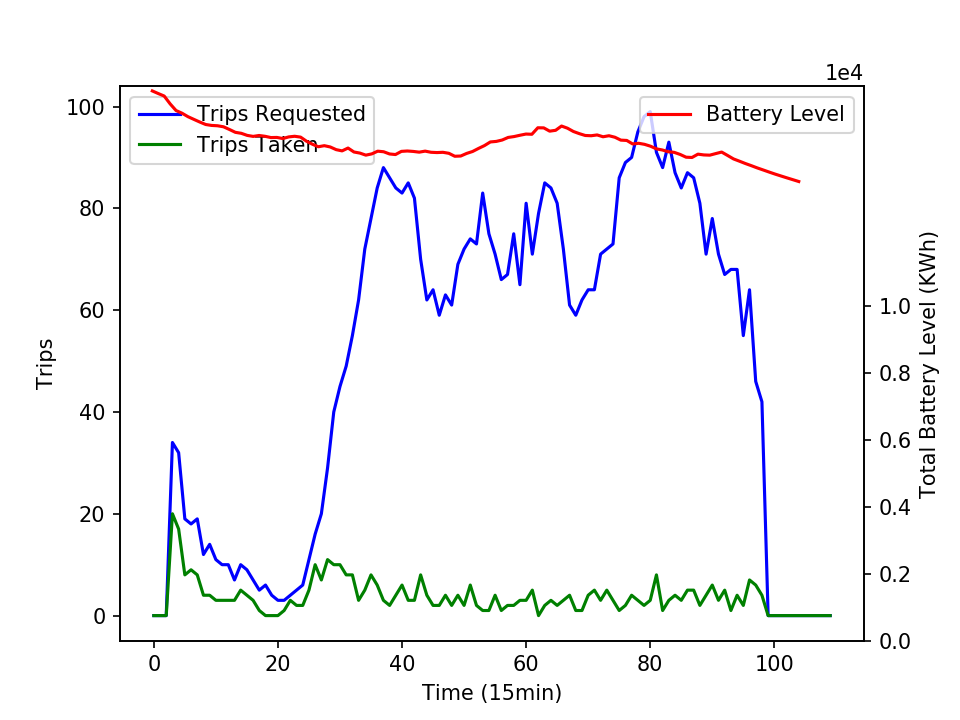 1e4
100
80
60
40
20
0
Trips
Trips Requested
Trips Taken
Battery Level
1.0
0.8
0.6
0.4
0.2
0.0
Total Battery Level (KWh)
0 20 40 60 80 100
Time (15min)